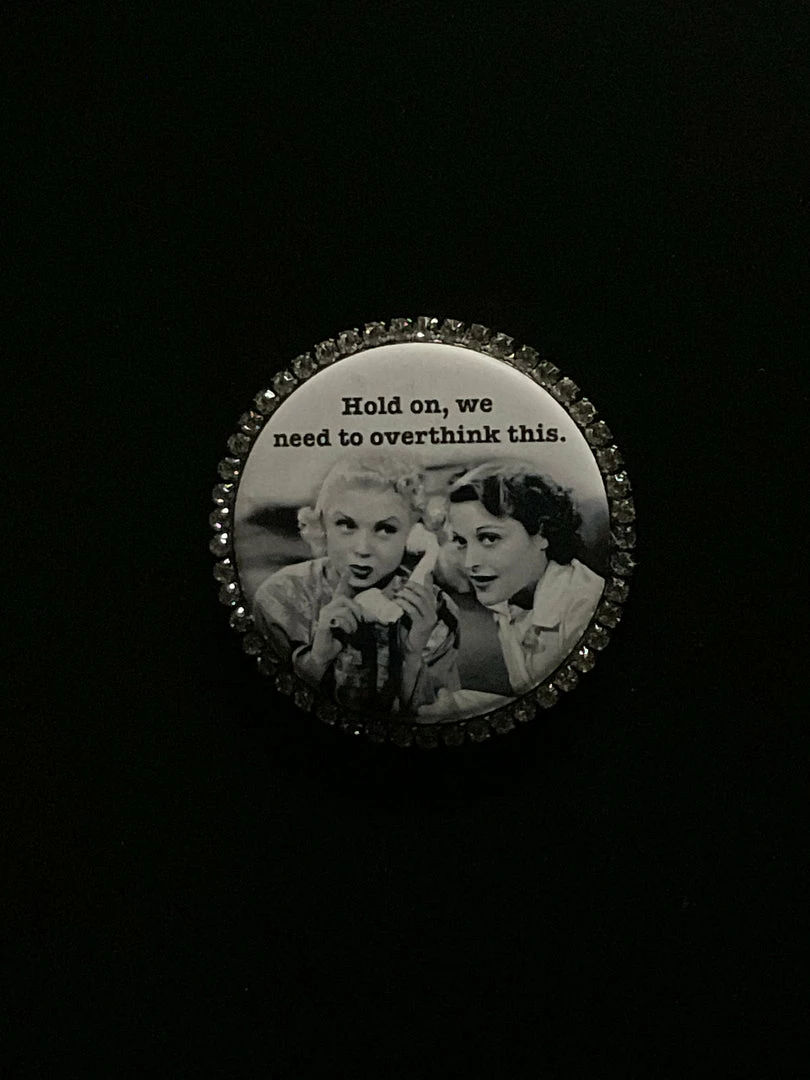 Hold on, we
need to overthink this.